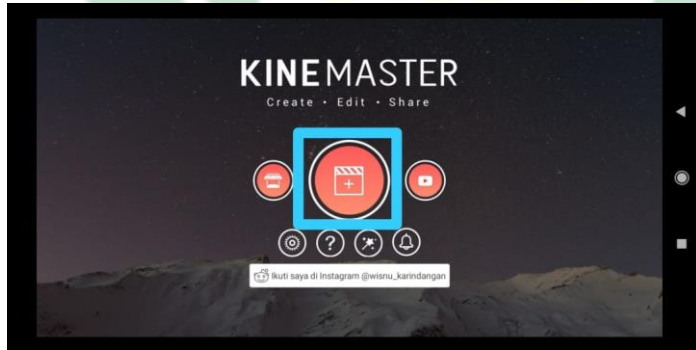 KINEMASTER
Create • Edit • Share
?
Ikuti saya di Instagram @wisnu_karindangan